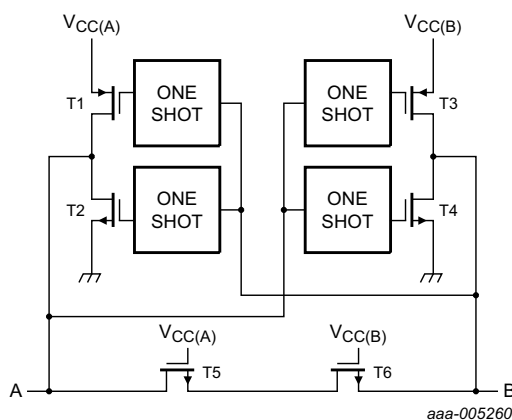 VCC(A)
VCC(B)
T1
ONE
SHOT
ONE
SHOT
T3
T2
ONE
SHOT
ONE
SHOT
T4
VCC(A)
VCC(B)
A
T5
T6
B
aaa-005260